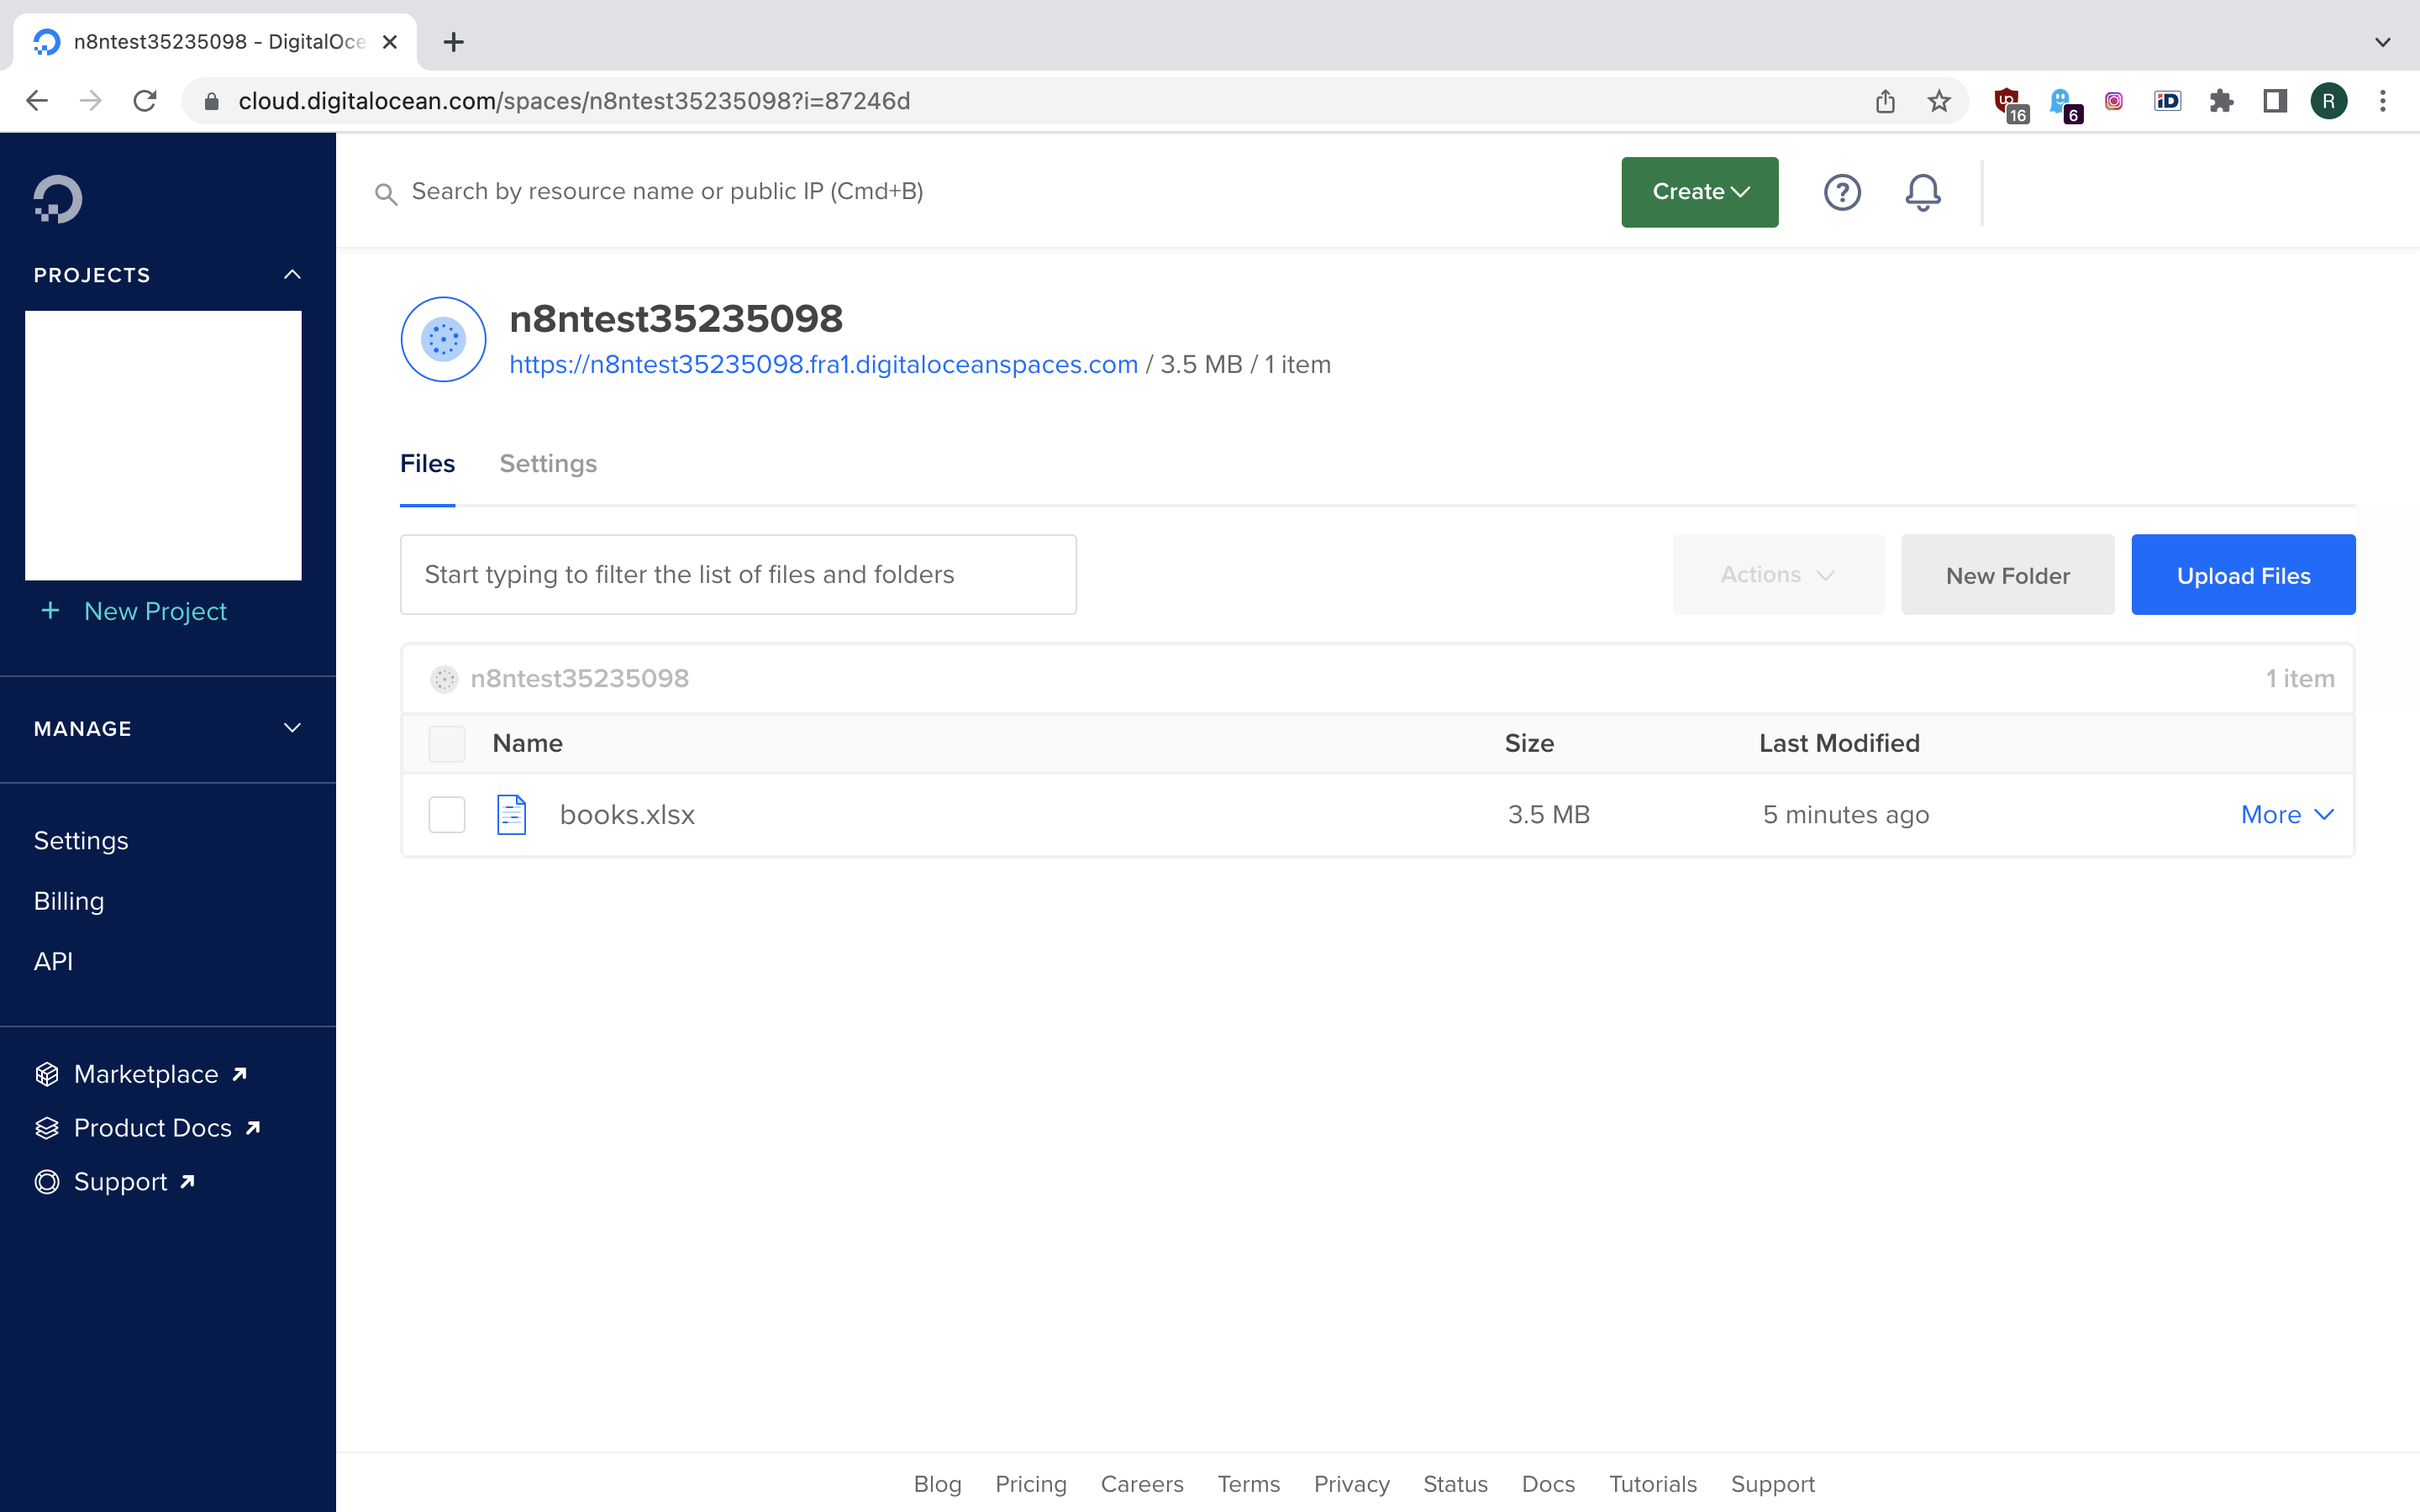 n8ntest35235098 - DigitalOce
cloud.digitalocean.com/spaces/n8ntest35235098?i=87246d
16
6
iD
R
Search by resource name or public IP (Cmd+B)
Create
?
PROJECTS
+ New Project
MANAGE
Settings
Billing
API
Marketplace
Product Docs
Support
n8ntest35235098
https://n8ntest35235098.fra1.digitaloceanspaces.com / 3.5 MB / 1 item
Files Settings
Start typing to filter the list of files and folders
Actions
New Folder
Upload Files
n8ntest35235098 1 item
Name Size Last Modified
books.xlsx 3.5 MB 5 minutes ago More
Blog Pricing Careers Terms Privacy Status Docs Tutorials Support